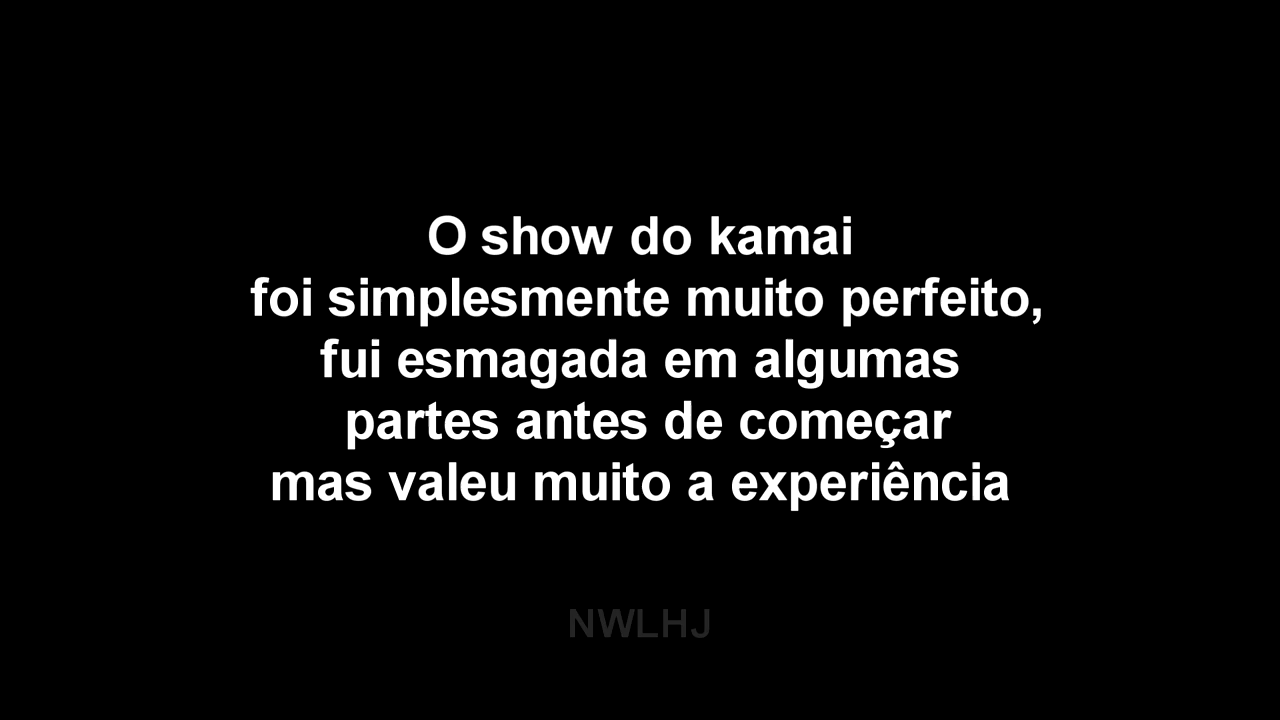 O show do kamai
foi simplesmente muito perfeito,
fui esmagada em algumas
partes antes de começar
mas valeu muito a experiência
NWLHJ